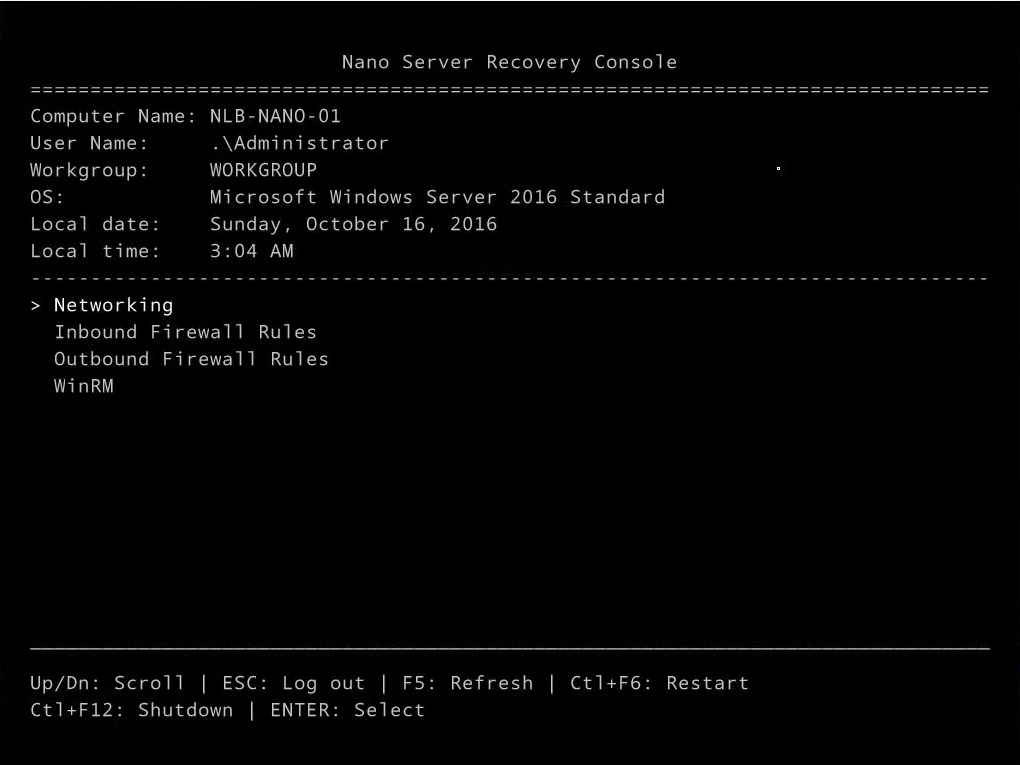 Nano Server Recovery Console
================================================================================
Computer Name: NLB-NANO-01
User Name:     .\Administrator
Workgroup:     WORKGROUP
OS:            Microsoft Windows Server 2016 Standard
Local date:    Sunday, October 16, 2016
Local time:    3:04 AM
--------------------------------------------------------------------------------
> Networking
  Inbound Firewall Rules
  Outbound Firewall Rules
  WinRM
________________________________________________________________________________
Up/Dn: Scroll | ESC: Log out | F5: Refresh | Ctl+F6: Restart
Ctl+F12: Shutdown | ENTER: Select